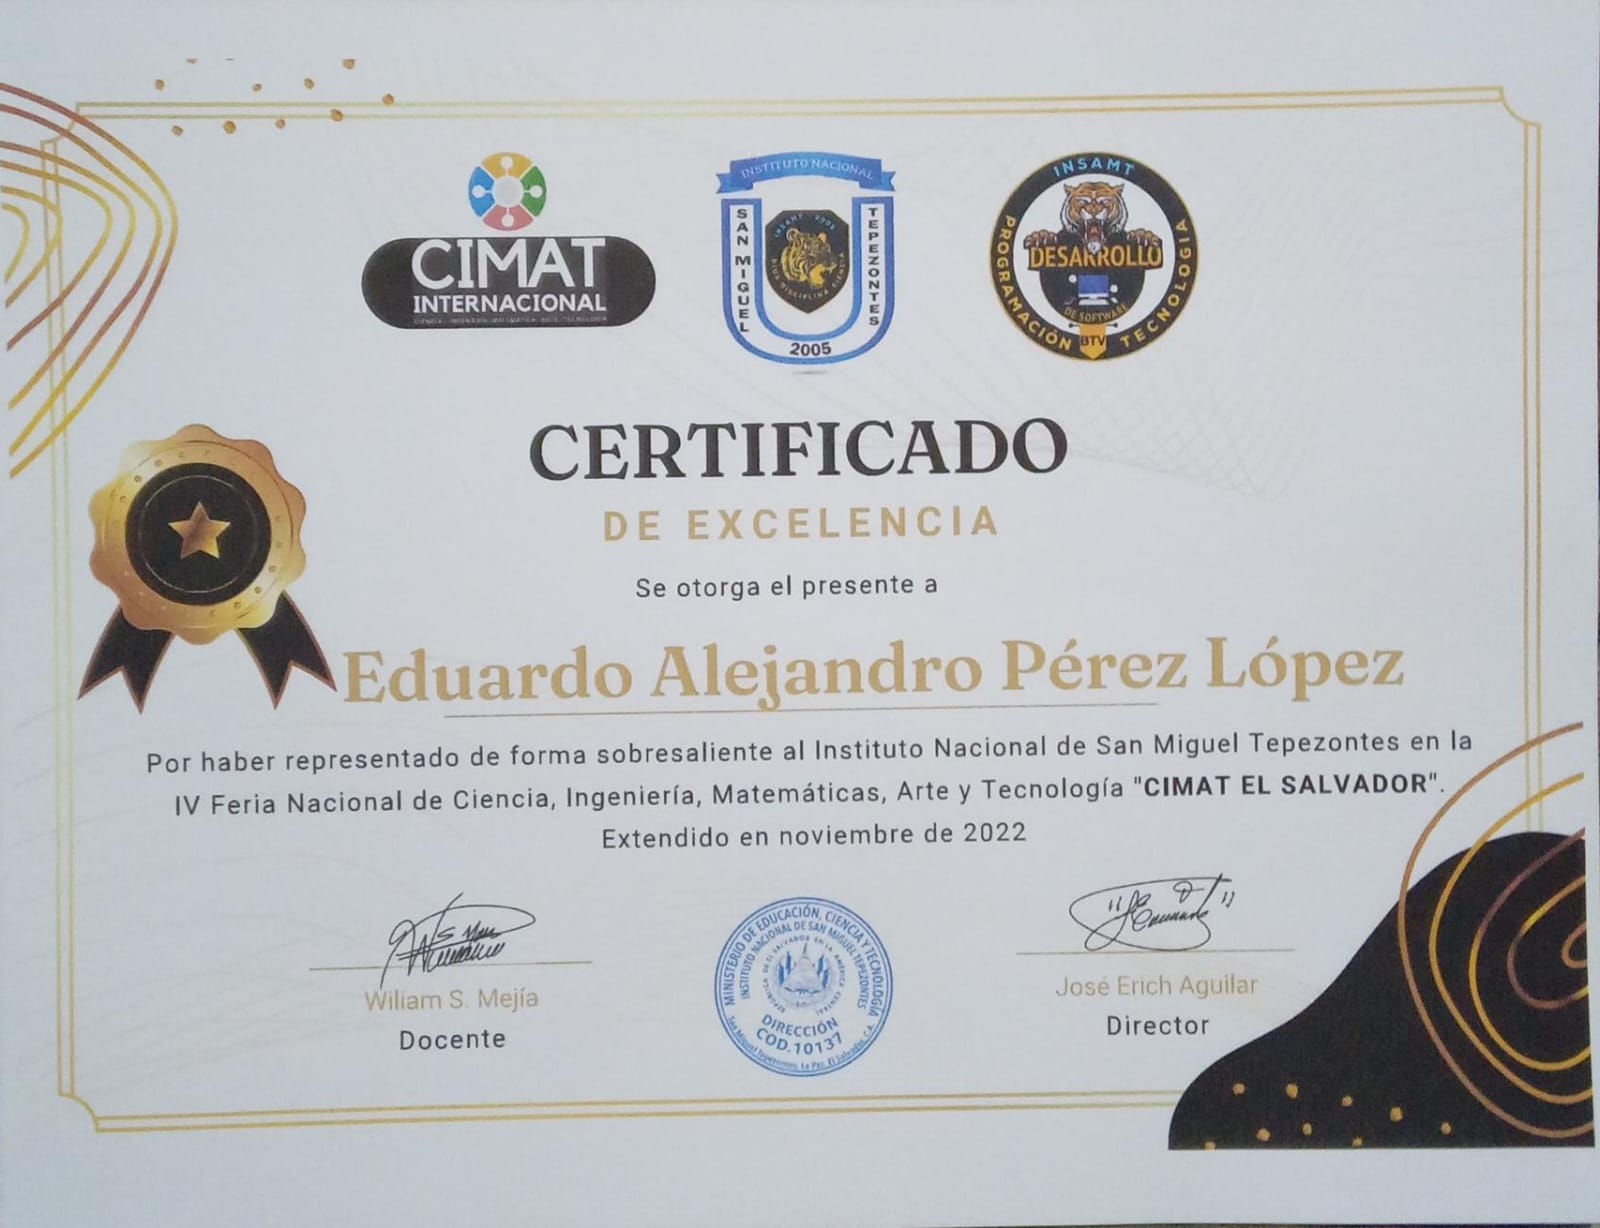 CIMAT
INTERNACIONAL
INSTITUTO NACIONAL
SAN MIGUEL
TEPEZONTES
INSAMT 2005
DIOS DISCIPLINA CIENCIA
2005
INSAMT
PROGRAMACIÓN
TECNOLOGIA
DESARROLLO
DE SOFTWARE
BTV
CERTIFICADO
DE EXCELENCIA
Se otorga el presente a
Eduardo Alejandro Pérez López
Por haber representado de forma sobresaliente al Instituto Nacional de San Miguel Tepezontes en la
IV Feria Nacional de Ciencia, Ingeniería, Matemáticas, Arte y Tecnología "CIMAT EL SALVADOR".
Extendido en noviembre de 2022
Wiliam S. Mejía
Docente
MINISTERIO DE EDUCACIÓN, CIENCIA Y TECNOLOGÍA
INSTITUTO NACIONAL DE SAN MIGUEL TEPEZONTES
REPÚBLICA DE EL SALVADOR EN LA AMÉRICA CENTRAL
DIRECCIÓN
COD. 10137
San Miguel Tepezontes, La Paz, El Salvador, C.A.
José Erich Aguilar
Director